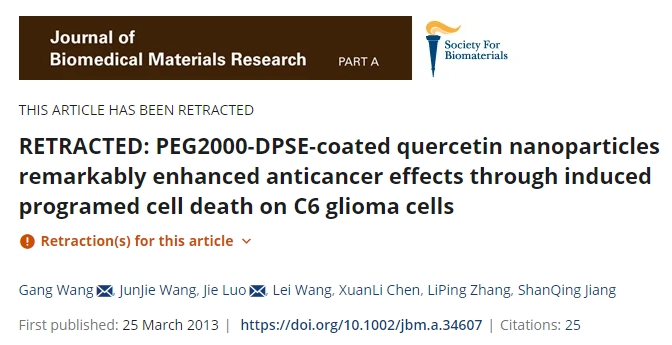 Journal of
Biomedical Materials Research PART A
Society For
Biomaterials
THIS ARTICLE HAS BEEN RETRACTED
RETRACTED: PEG2000-DPSE-coated quercetin nanoparticles
remarkably enhanced anticancer effects through induced
programed cell death on C6 glioma cells
Retraction(s) for this article
Gang Wang, JunJie Wang, Jie Luo, Lei Wang, XuanLi Chen, LiPing Zhang, ShanQing Jiang
First published: 25 March 2013 | https://doi.org/10.1002/jbm.a.34607 | Citations: 25